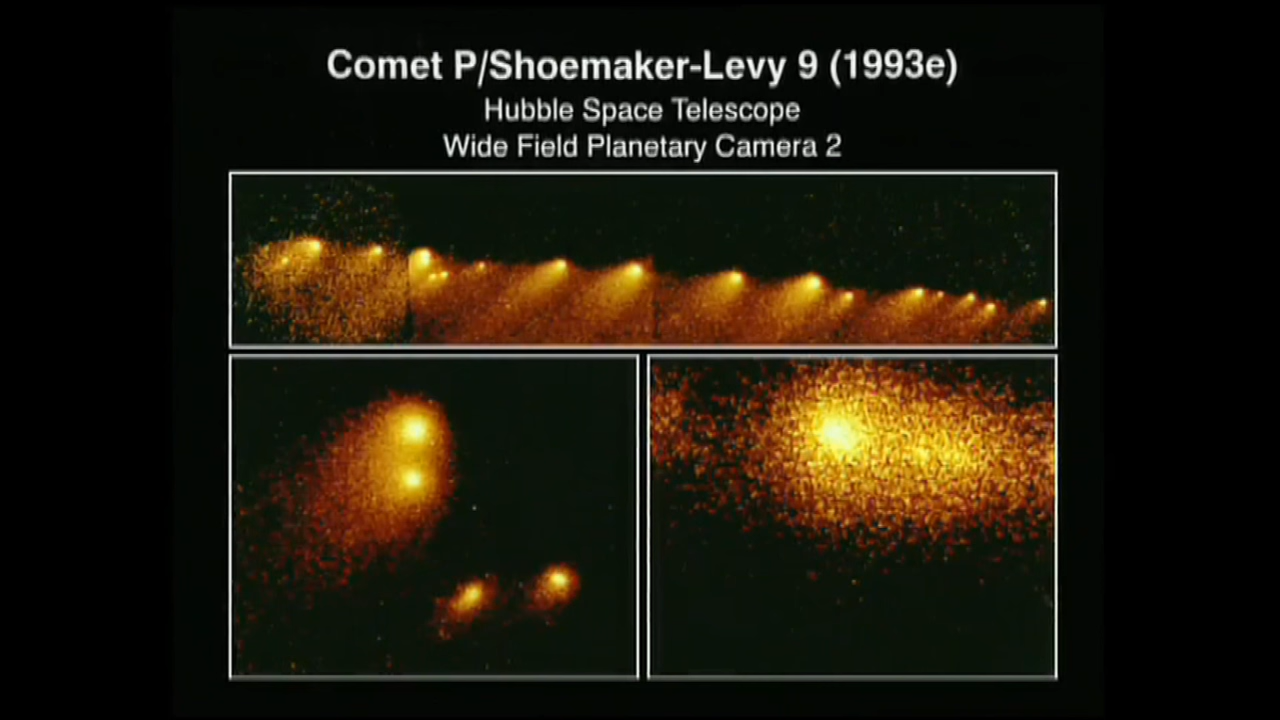 Comet P/Shoemaker-Levy 9 (1993e)
Hubble Space Telescope
Wide Field Planetary Camera 2